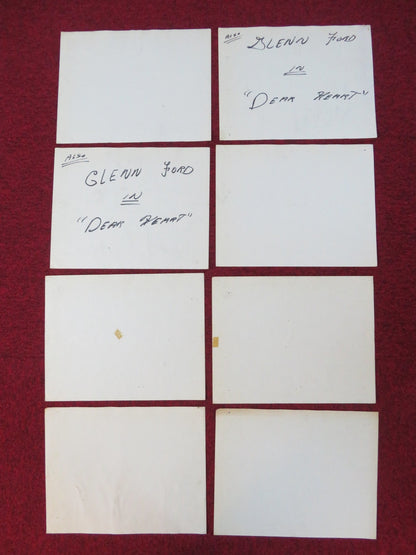 Also
GLENN FORD
IN
"DEAR HEART"
Also
GLENN FORD
IN
"DEAR HEART"